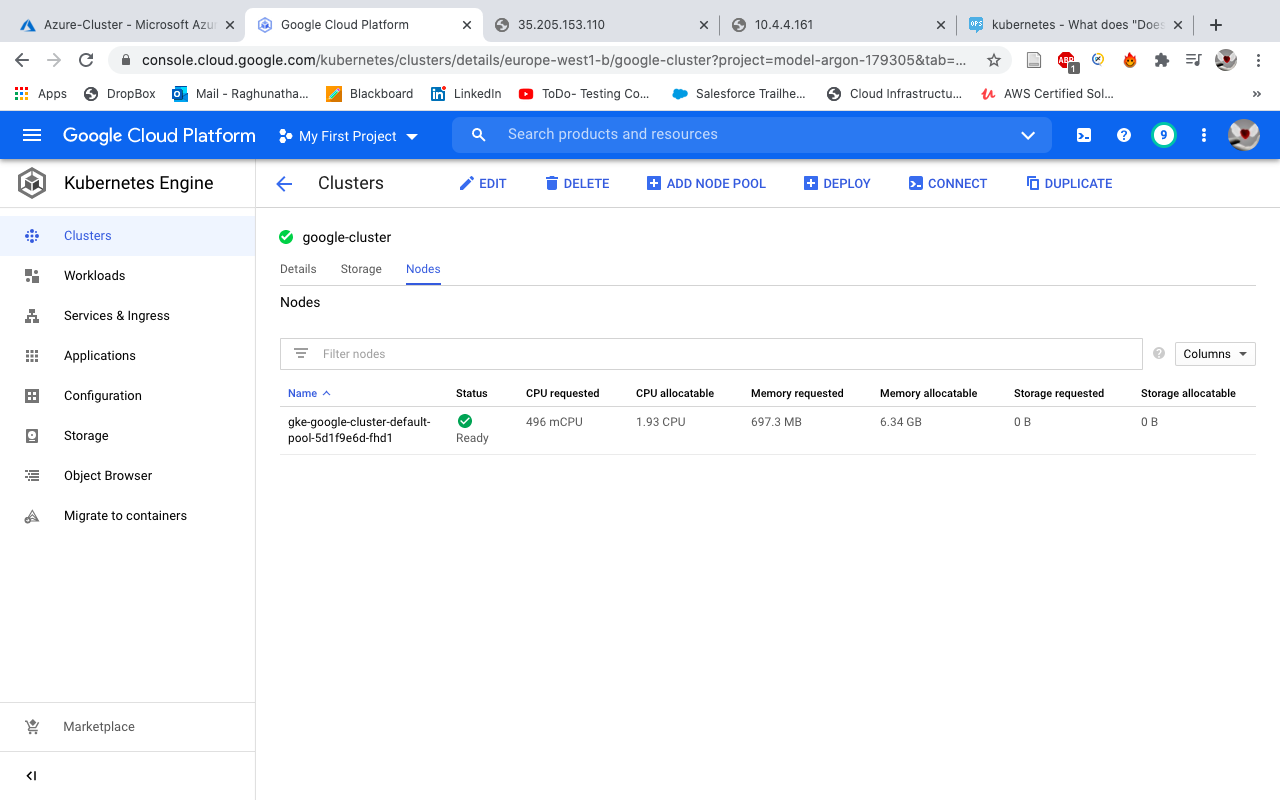 Azure-Cluster - Microsoft Azu
Google Cloud Platform
35.205.153.110
10.4.4.161
kubernetes - What does "Does
console.cloud.google.com/kubernetes/clusters/details/europe-west1-b/google-cluster?project=model-argon-179305&tab=...
ABP
1
Apps
DropBox
Mail - Raghunatha...
Blackboard
LinkedIn
ToDo- Testing Co...
Salesforce Trailhe...
Cloud Infrastructu...
AWS Certified Sol...
»
Google Cloud Platform
My First Project
Search products and resources
9
Kubernetes Engine
Clusters
EDIT
DELETE
ADD NODE POOL
DEPLOY
CONNECT
DUPLICATE
Clusters
Workloads
Services & Ingress
Applications
Configuration
Storage
Object Browser
Migrate to containers
Marketplace
google-cluster
Details Storage Nodes
Nodes
Filter nodes
Columns
Name Status CPU requested CPU allocatable Memory requested Memory allocatable Storage requested Storage allocatable
gke-google-cluster-default-
pool-5d1f9e6d-fhd1
Ready
496 mCPU 1.93 CPU 697.3 MB 6.34 GB 0 B 0 B